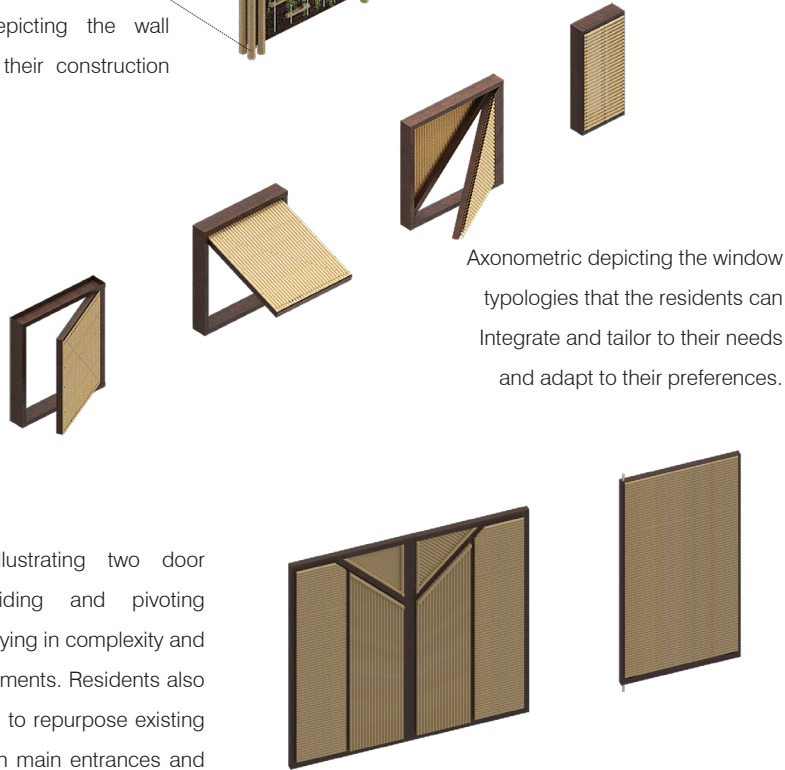 epicting the wall
their construction
Axonometric depicting the window
typologies that the residents can
Integrate and tailor to their needs
and adapt to their preferences.
llustrating two door
iding and pivoting
ying in complexity and
ments. Residents also
to repurpose existing
main entrances and